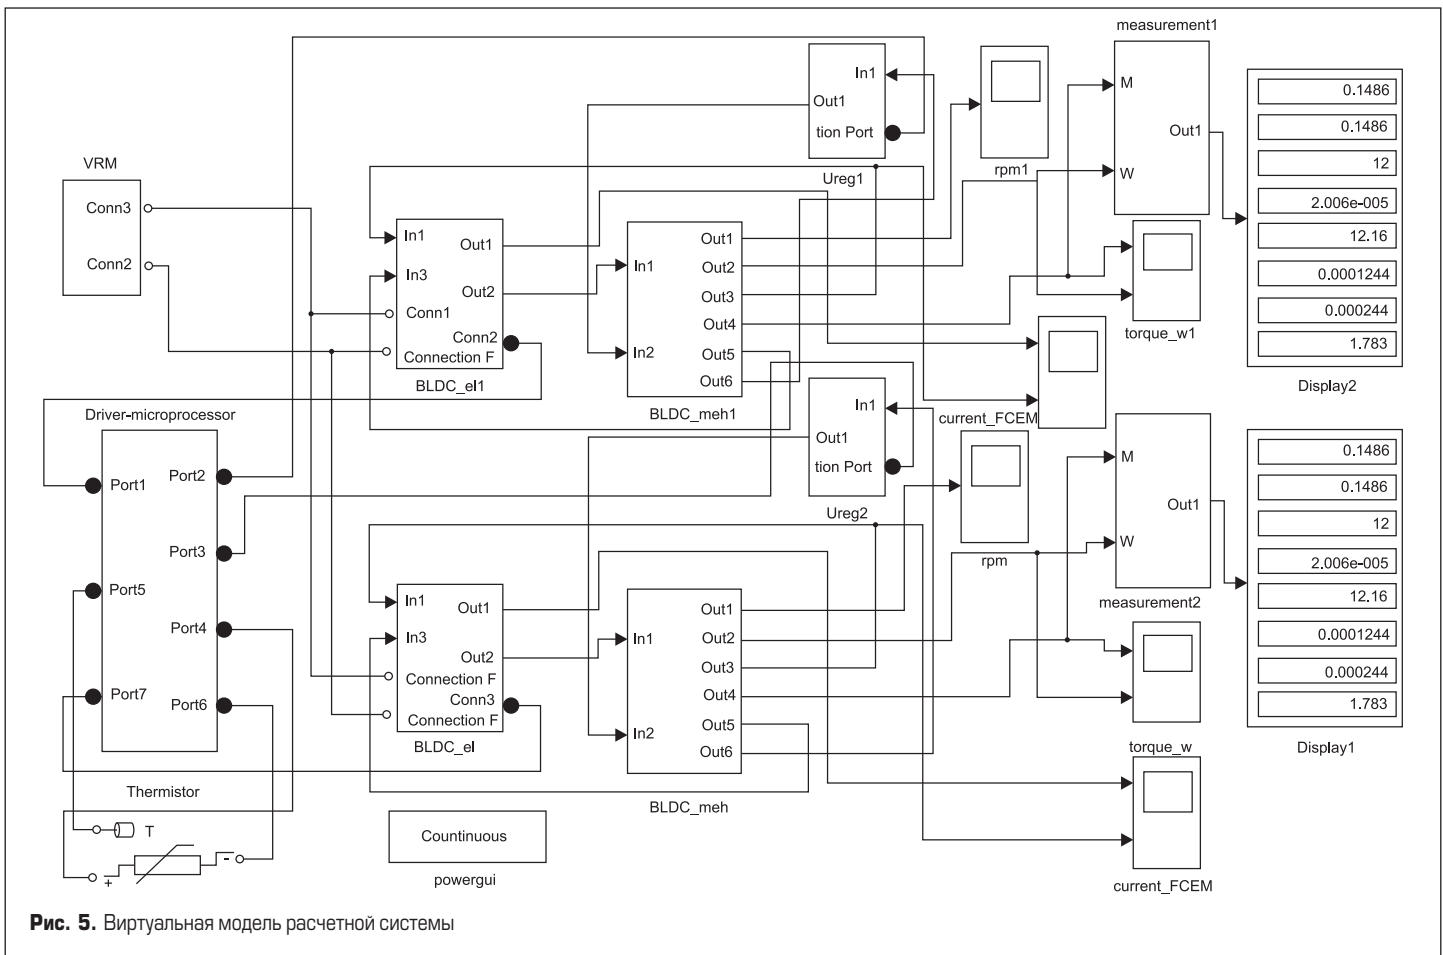 measurement1
In1
Out1
tion Port
Ureg1
rpm1
M
Out1
W
0.1486
0.1486
12
2.006e-005
12.16
0.0001244
0.000244
1.783
Display2
VRM
Conn3
Conn2
In1
Out1
In3
Out2
Conn1
Conn2
Connection F
BLDC_el1
In1
In2
Out1
Out2
Out3
Out4
Out5
Out6
BLDC_meh1
torque_w1
current_FCEM
Driver-microprocessor
Port1
Port2
Port3
Port5
Port4
Port7
Port6
In1
Out1
tion Port
Ureg2
rpm
M
Out1
W
measurement2
0.1486
0.1486
12
2.006e-005
12.16
0.0001244
0.000244
1.783
Display1
In1
Out1
In3
Out2
Connection F
Conn3
Connection F
BLDC_el
In1
In2
Out1
Out2
Out3
Out4
Out5
Out6
BLDC_meh
torque_w
current_FCEM
Thermistor
T
+
-
Countinuous
powergui
Рис. 5. Виртуальная модель расчетной системы